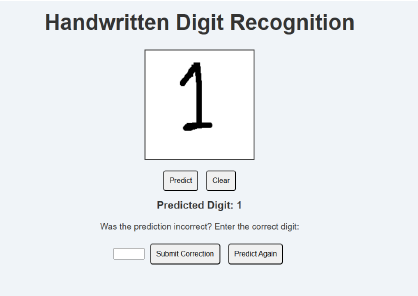 Handwritten Digit Recognition
1
Predict Clear
Predicted Digit: 1
Was the prediction incorrect? Enter the correct digit:
Submit Correction Predict Again